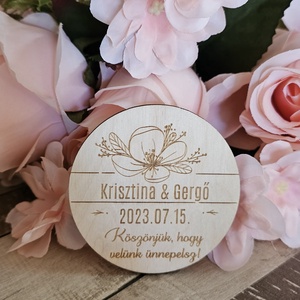 Krisztina & Gergő
2023.07.15.
Köszönjük, hogy
velünk ünnepelsz!